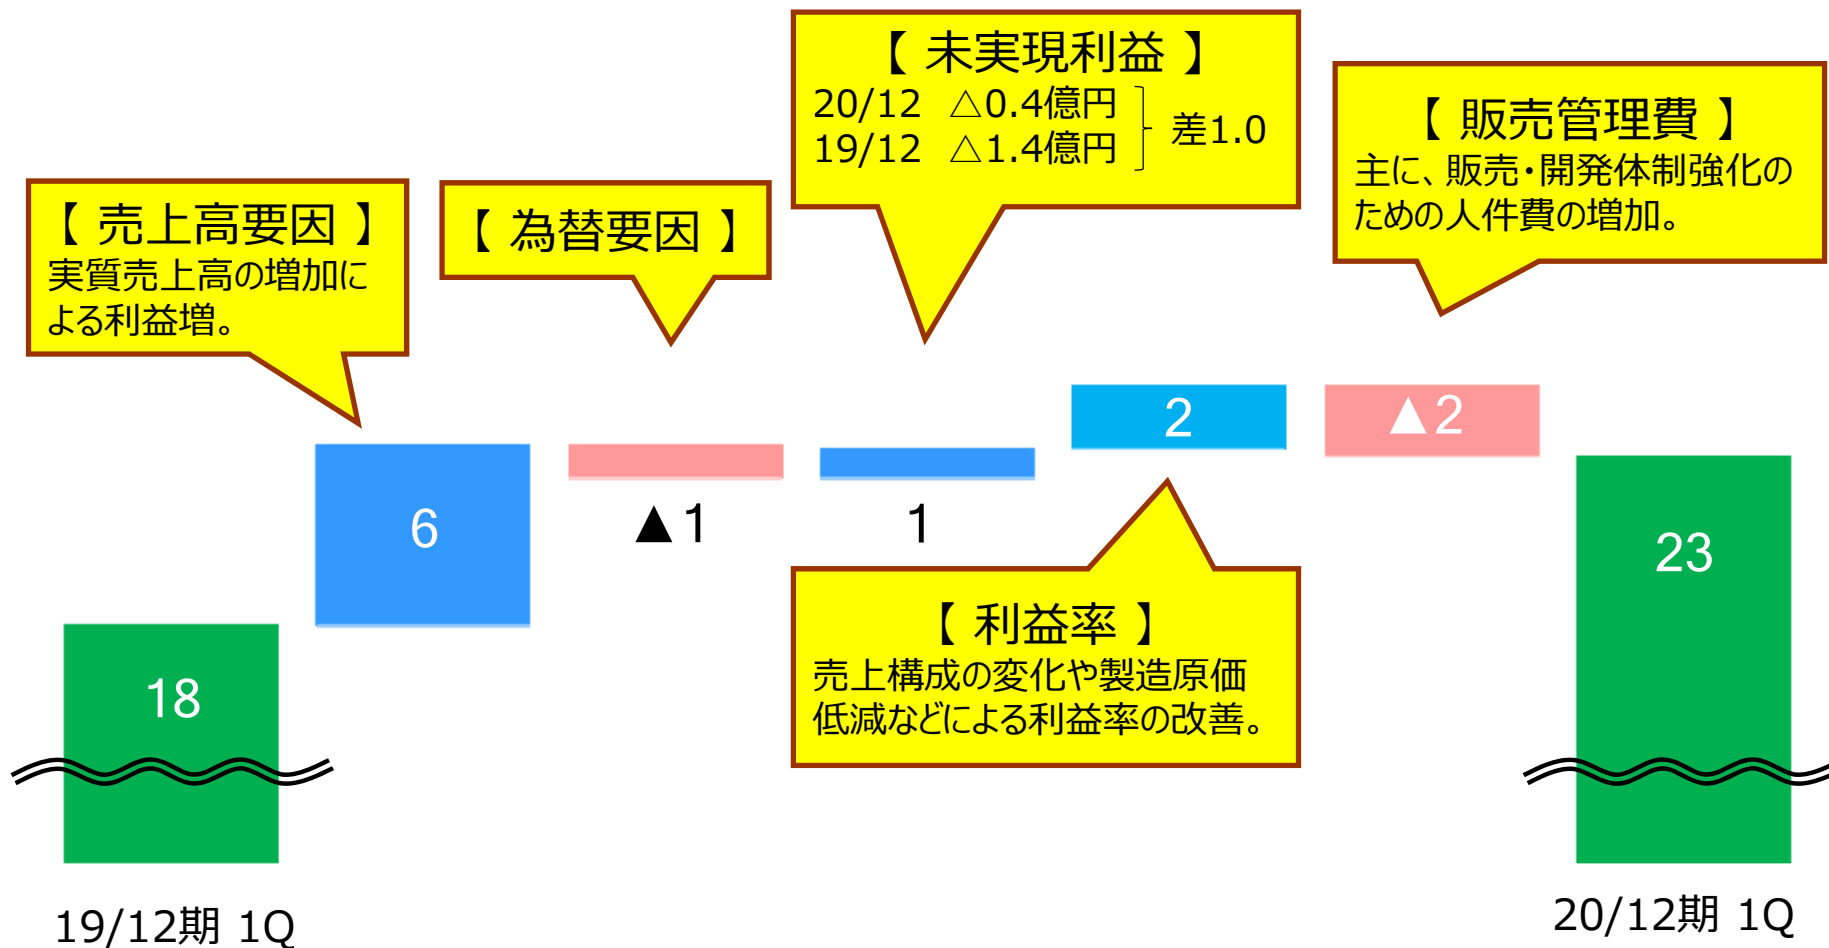 【 未実現利益 】
20/12 △0.4億円
19/12 △1.4億円
差1.0
【 販売管理費 】
主に、販売・開発体制強化の
ための人件費の増加。
【 売上高要因 】
実質売上高の増加に
よる利益増。
【 為替要因 】
2
▲2
6
▲1
1
23
【 利益率 】
売上構成の変化や製造原価
低減などによる利益率の改善。
18
19/12期 1Q
20/12期 1Q